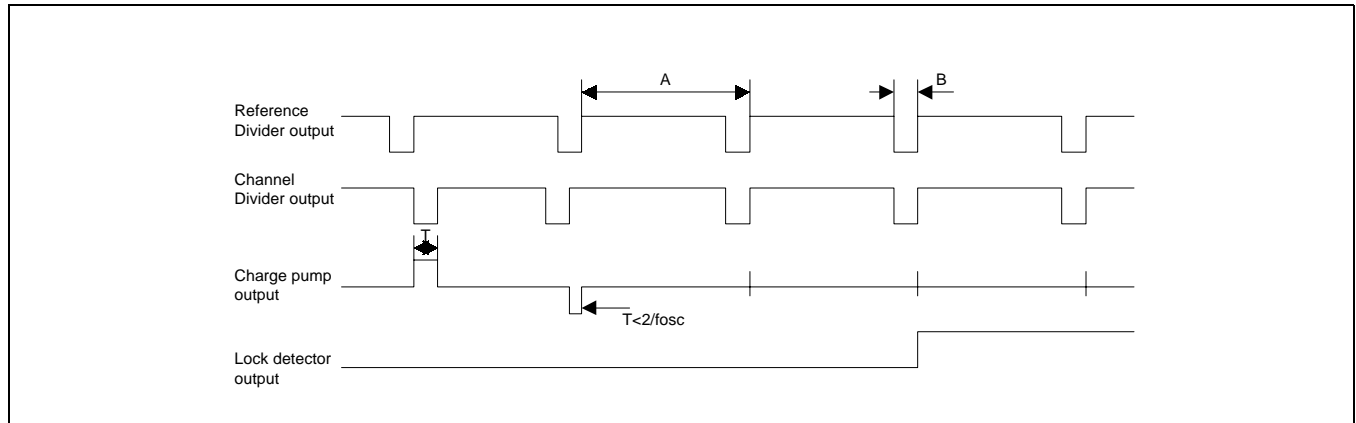 A
B
Reference
Divider output
Channel
Divider output
T
Charge pump
output
T<2/fosc
Lock detector
output